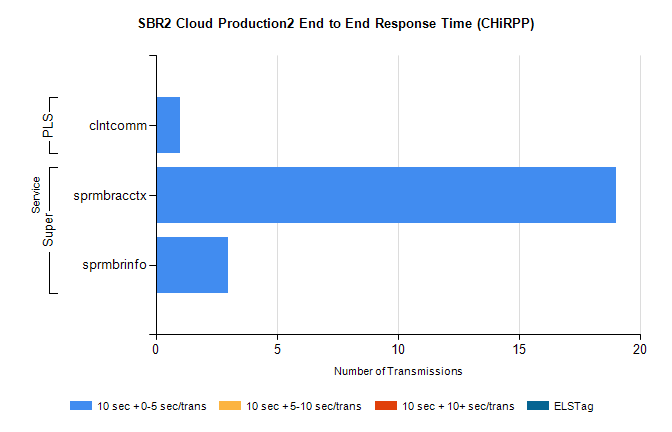 SBR2 Cloud Production2 End to End Response Time (CHiRPP)
Service
PLS
Super
clntcomm
sprmbracctx
sprmbrinfo
0 5 10 15 20
Number of Transmissions
10 sec +0-5 sec/trans 10 sec +5-10 sec/trans 10 sec + 10+ sec/trans ELSTag